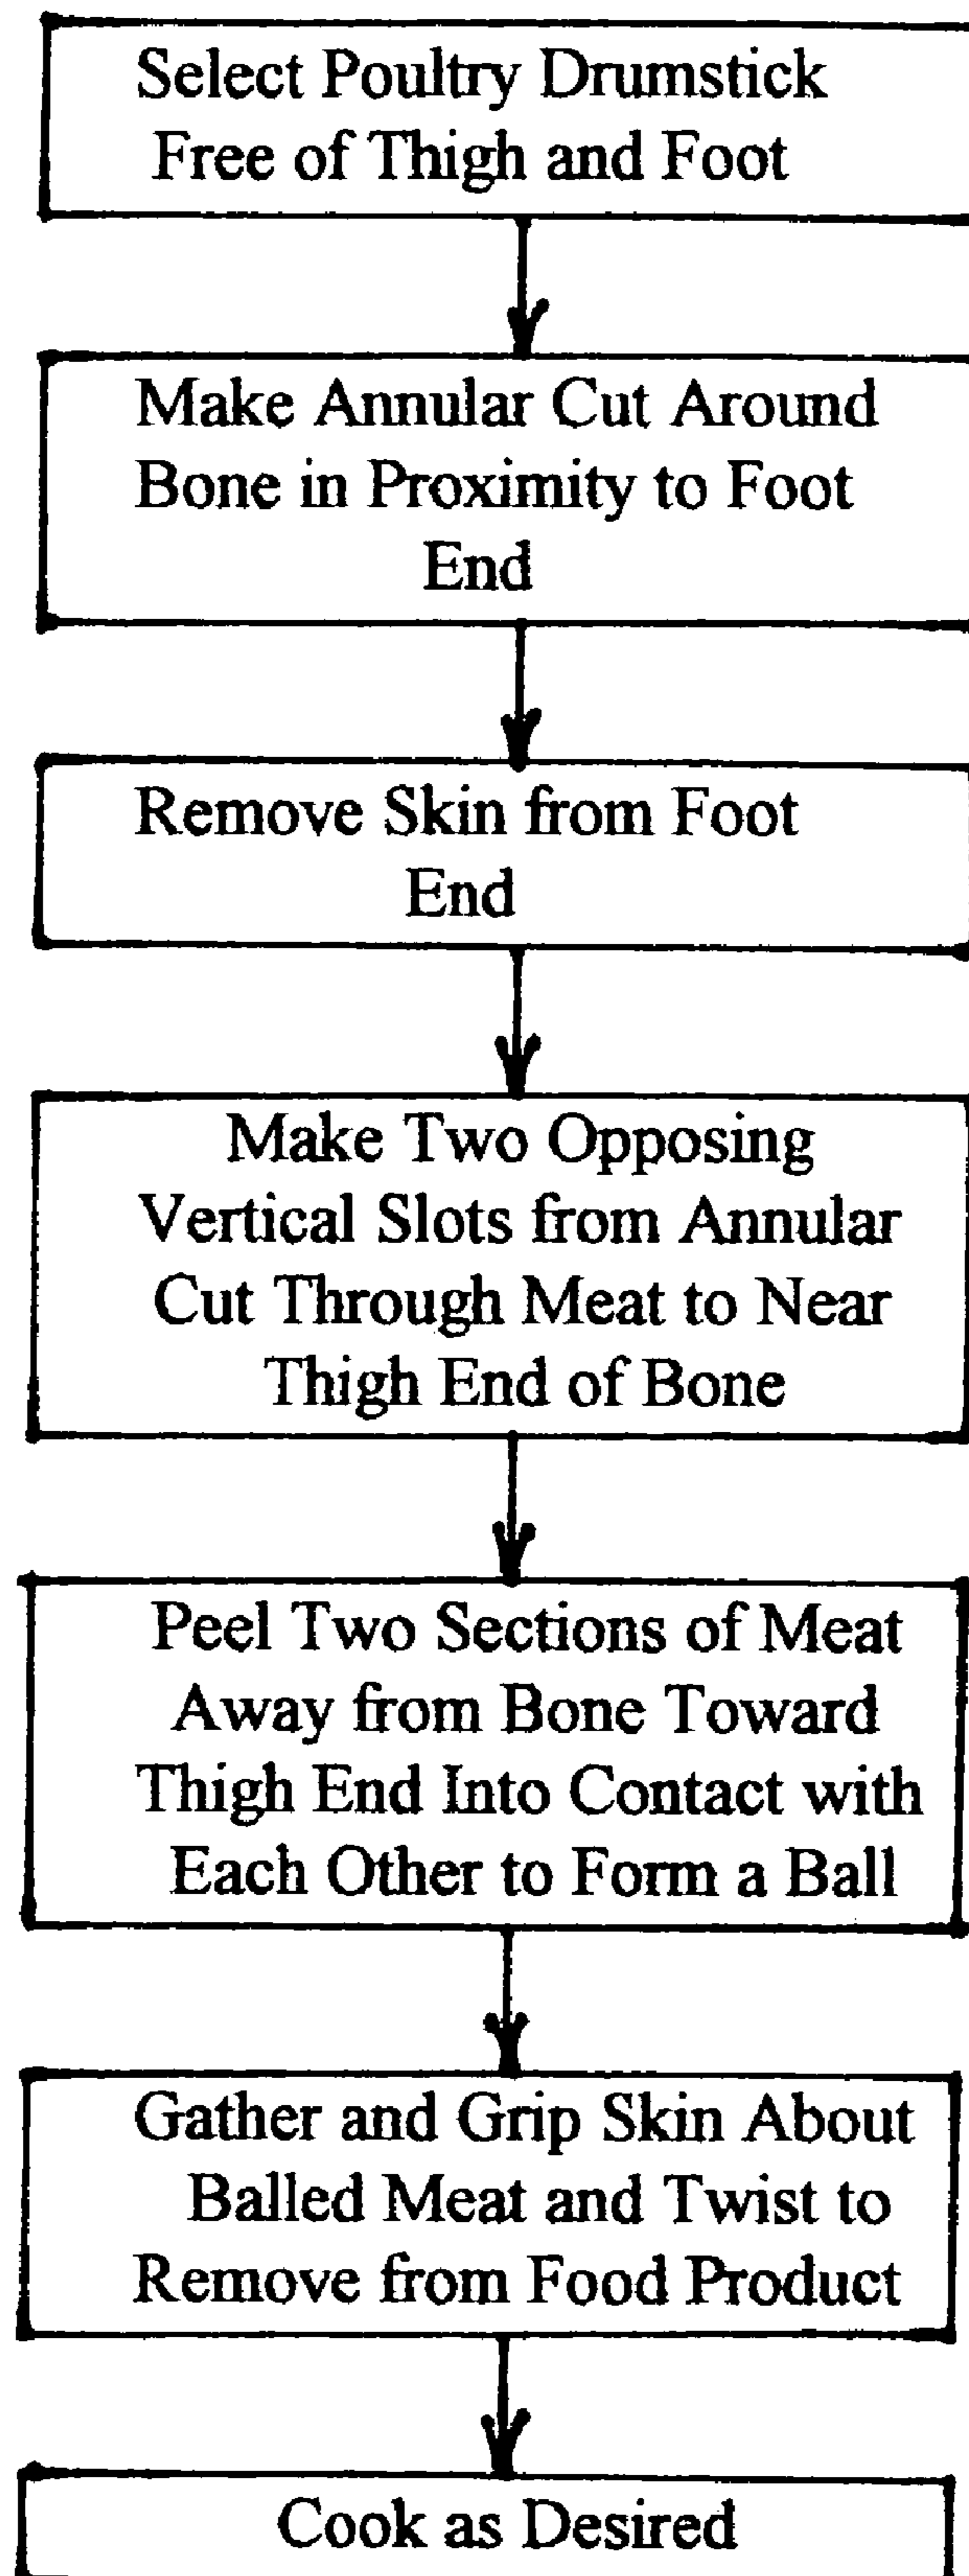 Select Poultry Drumstick
Free of Thigh and Foot
Make Annular Cut Around
Bone in Proximity to Foot
End
Remove Skin from Foot
End
Make Two Opposing
Vertical Slots from Annular
Cut Through Meat to Near
Thigh End of Bone
Peel Two Sections of Meat
Away from Bone Toward
Thigh End Into Contact with
Each Other to Form a Ball
Gather and Grip Skin About
Balled Meat and Twist to
Remove from Food Product
Cook as Desired